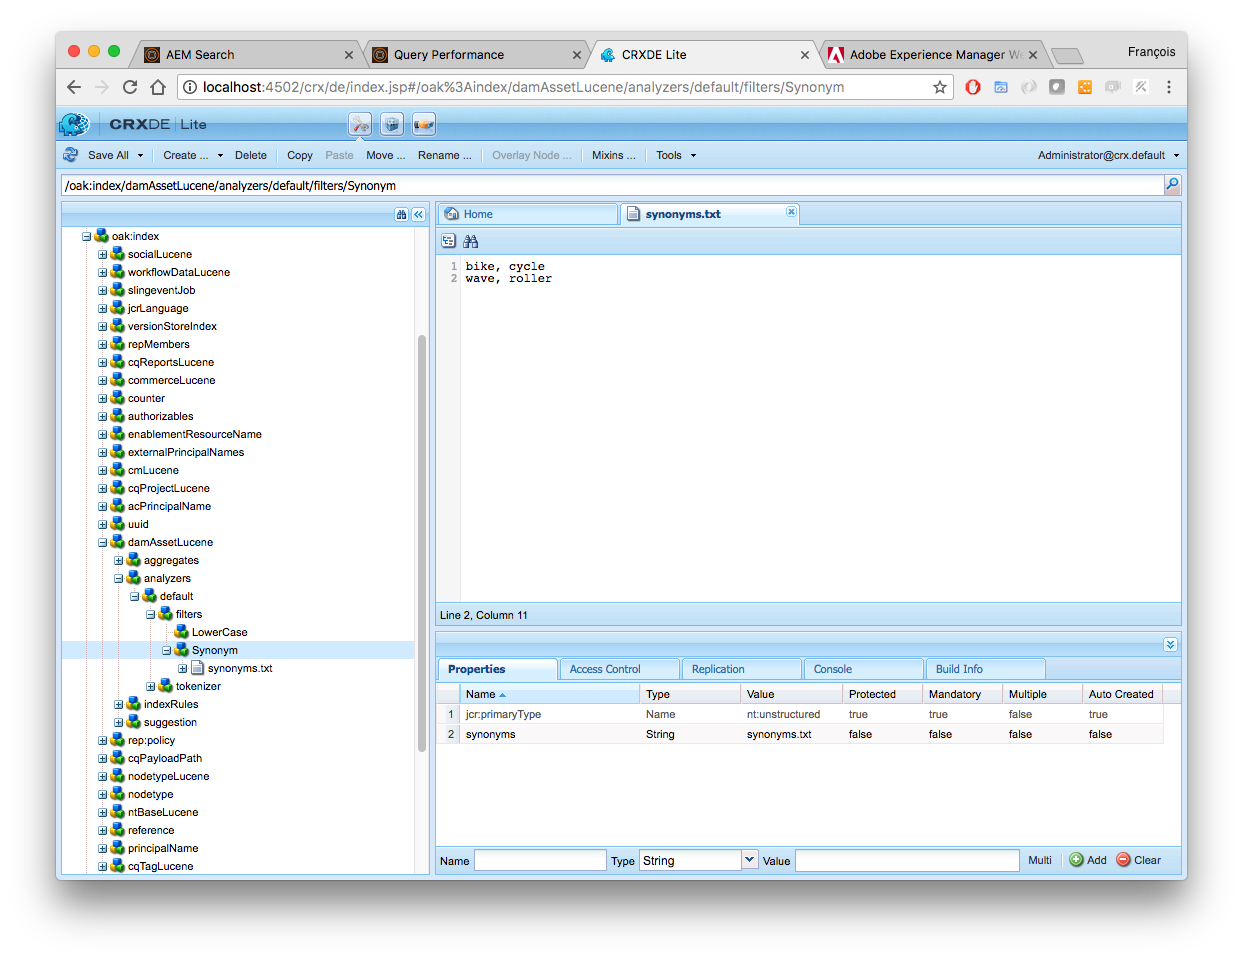 AEM Search
Query Performance
CRXDE Lite
Adobe Experience Manager We
François
localhost:4502/crx/de/index.jsp#/oak%3Aindex/damAssetLucene/analyzers/default/filters/Synonym
CRXDE | Lite
Save All
Create ...
Delete
Copy
Paste
Move ...
Rename ...
Overlay Node ...
Mixins ...
Tools
Administrator@crx.default
/oak:index/damAssetLucene/analyzers/default/filters/Synonym
oak:index
socialLucene
workflowDataLucene
slingeventJob
jcrLanguage
versionStoreIndex
repMembers
cqReportsLucene
commerceLucene
counter
authorizables
enablementResourceName
externalPrincipalNames
cmLucene
cqProjectLucene
acPrincipalName
uuid
damAssetLucene
aggregates
analyzers
default
filters
LowerCase
Synonym
synonyms.txt
tokenizer
indexRules
suggestion
rep:policy
cqPayloadPath
nodetypeLucene
nodetype
ntBaseLucene
reference
principalName
cqTagLucene
Home
synonyms.txt
1 bike, cycle
2 wave, roller
Line 2, Column 11
Properties
Access Control
Replication
Console
Build Info
Name Type Value Protected Mandatory Multiple Auto Created
1 jcr:primaryType Name nt:unstructured true true false true
2 synonyms String synonyms.txt false false false false
Name
Type String
Value
Multi
Add
Clear